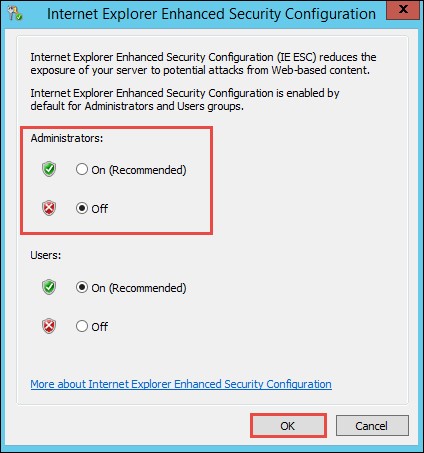 Internet Explorer Enhanced Security Configuration
Internet Explorer Enhanced Security Configuration (IE ESC) reduces the
exposure of your server to potential attacks from Web-based content.
Internet Explorer Enhanced Security Configuration is enabled by
default for Administrators and Users groups.
Administrators:
On (Recommended)
Off
Users:
On (Recommended)
Off
More about Internet Explorer Enhanced Security Configuration
OK Cancel